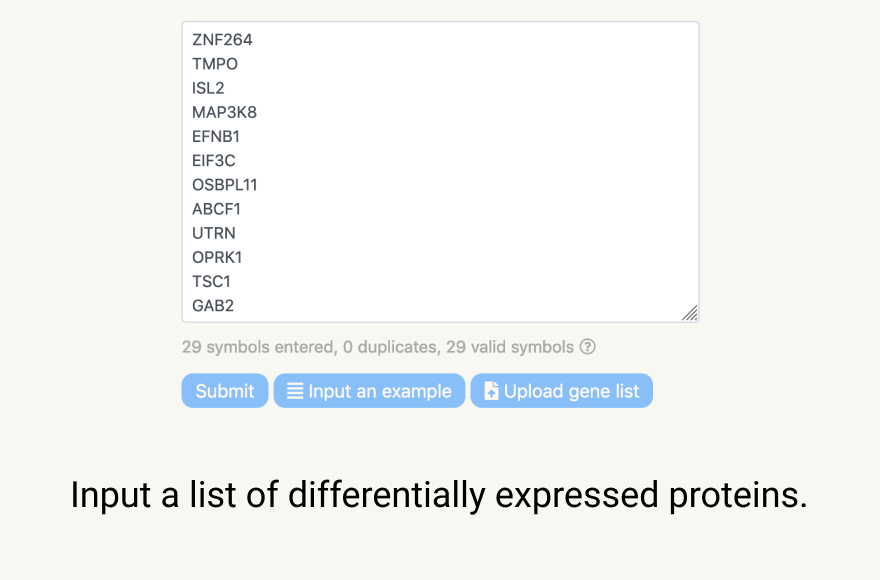 ZNF264
TMPO
ISL2
MAP3K8
EFNB1
EIF3C
OSBPL11
ABCF1
UTRN
OPRK1
TSC1
GAB2
29 symbols entered, 0 duplicates, 29 valid symbols ?
Submit Input an example Upload gene list
Input a list of differentially expressed proteins.